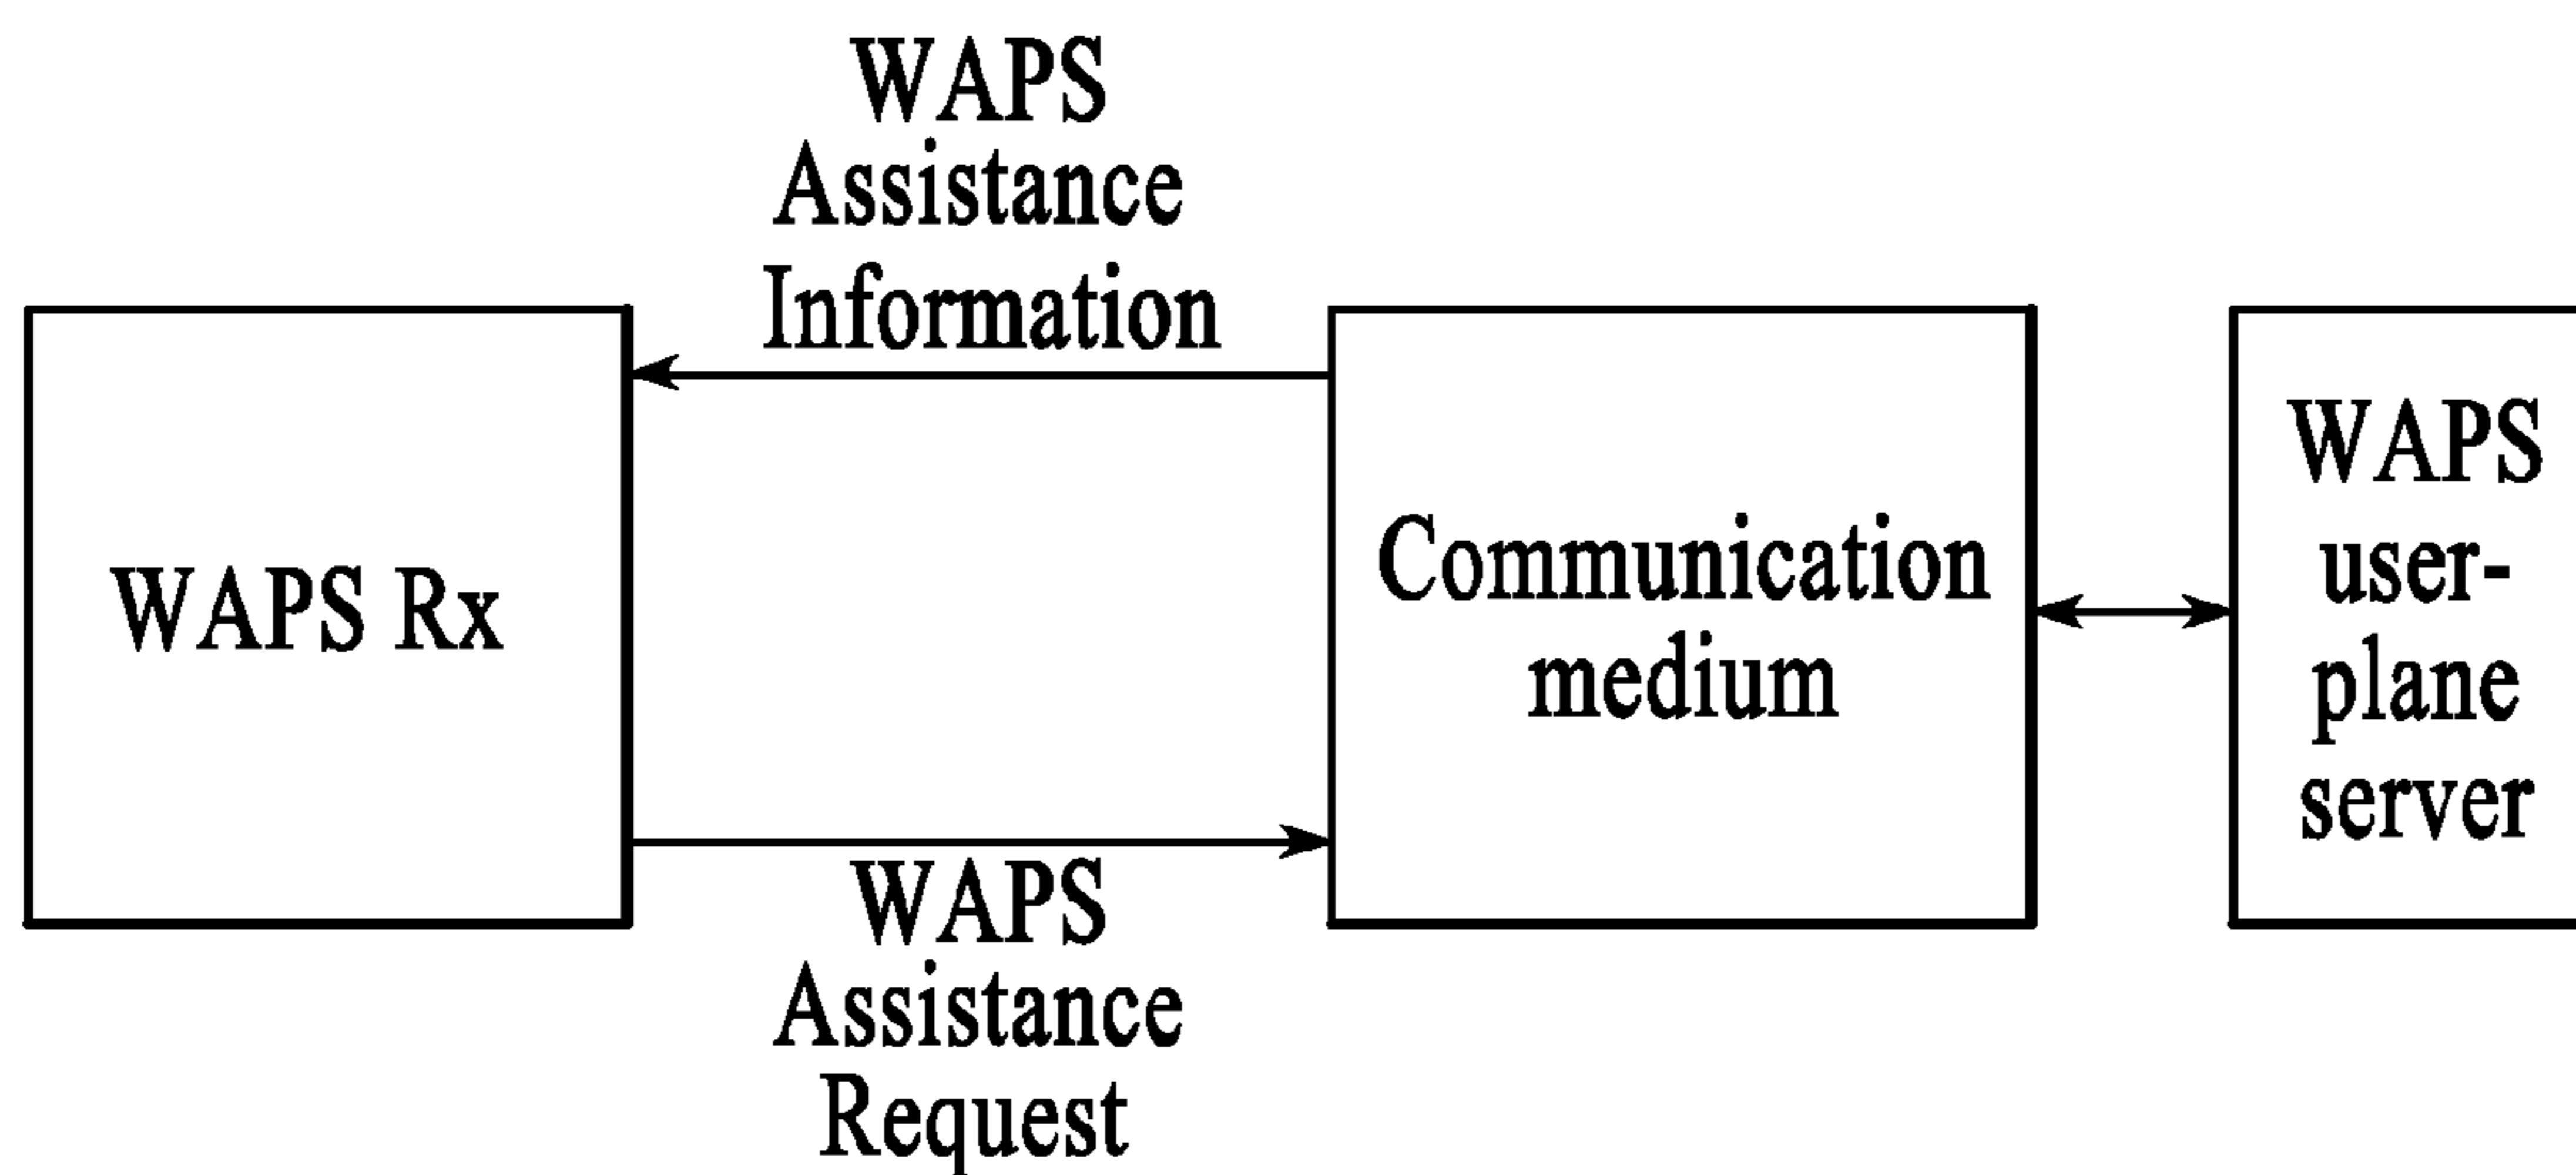 WAPS
Assistance
Information
WAPS Rx
Communication
medium
WAPS
user-
plane
server
WAPS
Assistance
Request